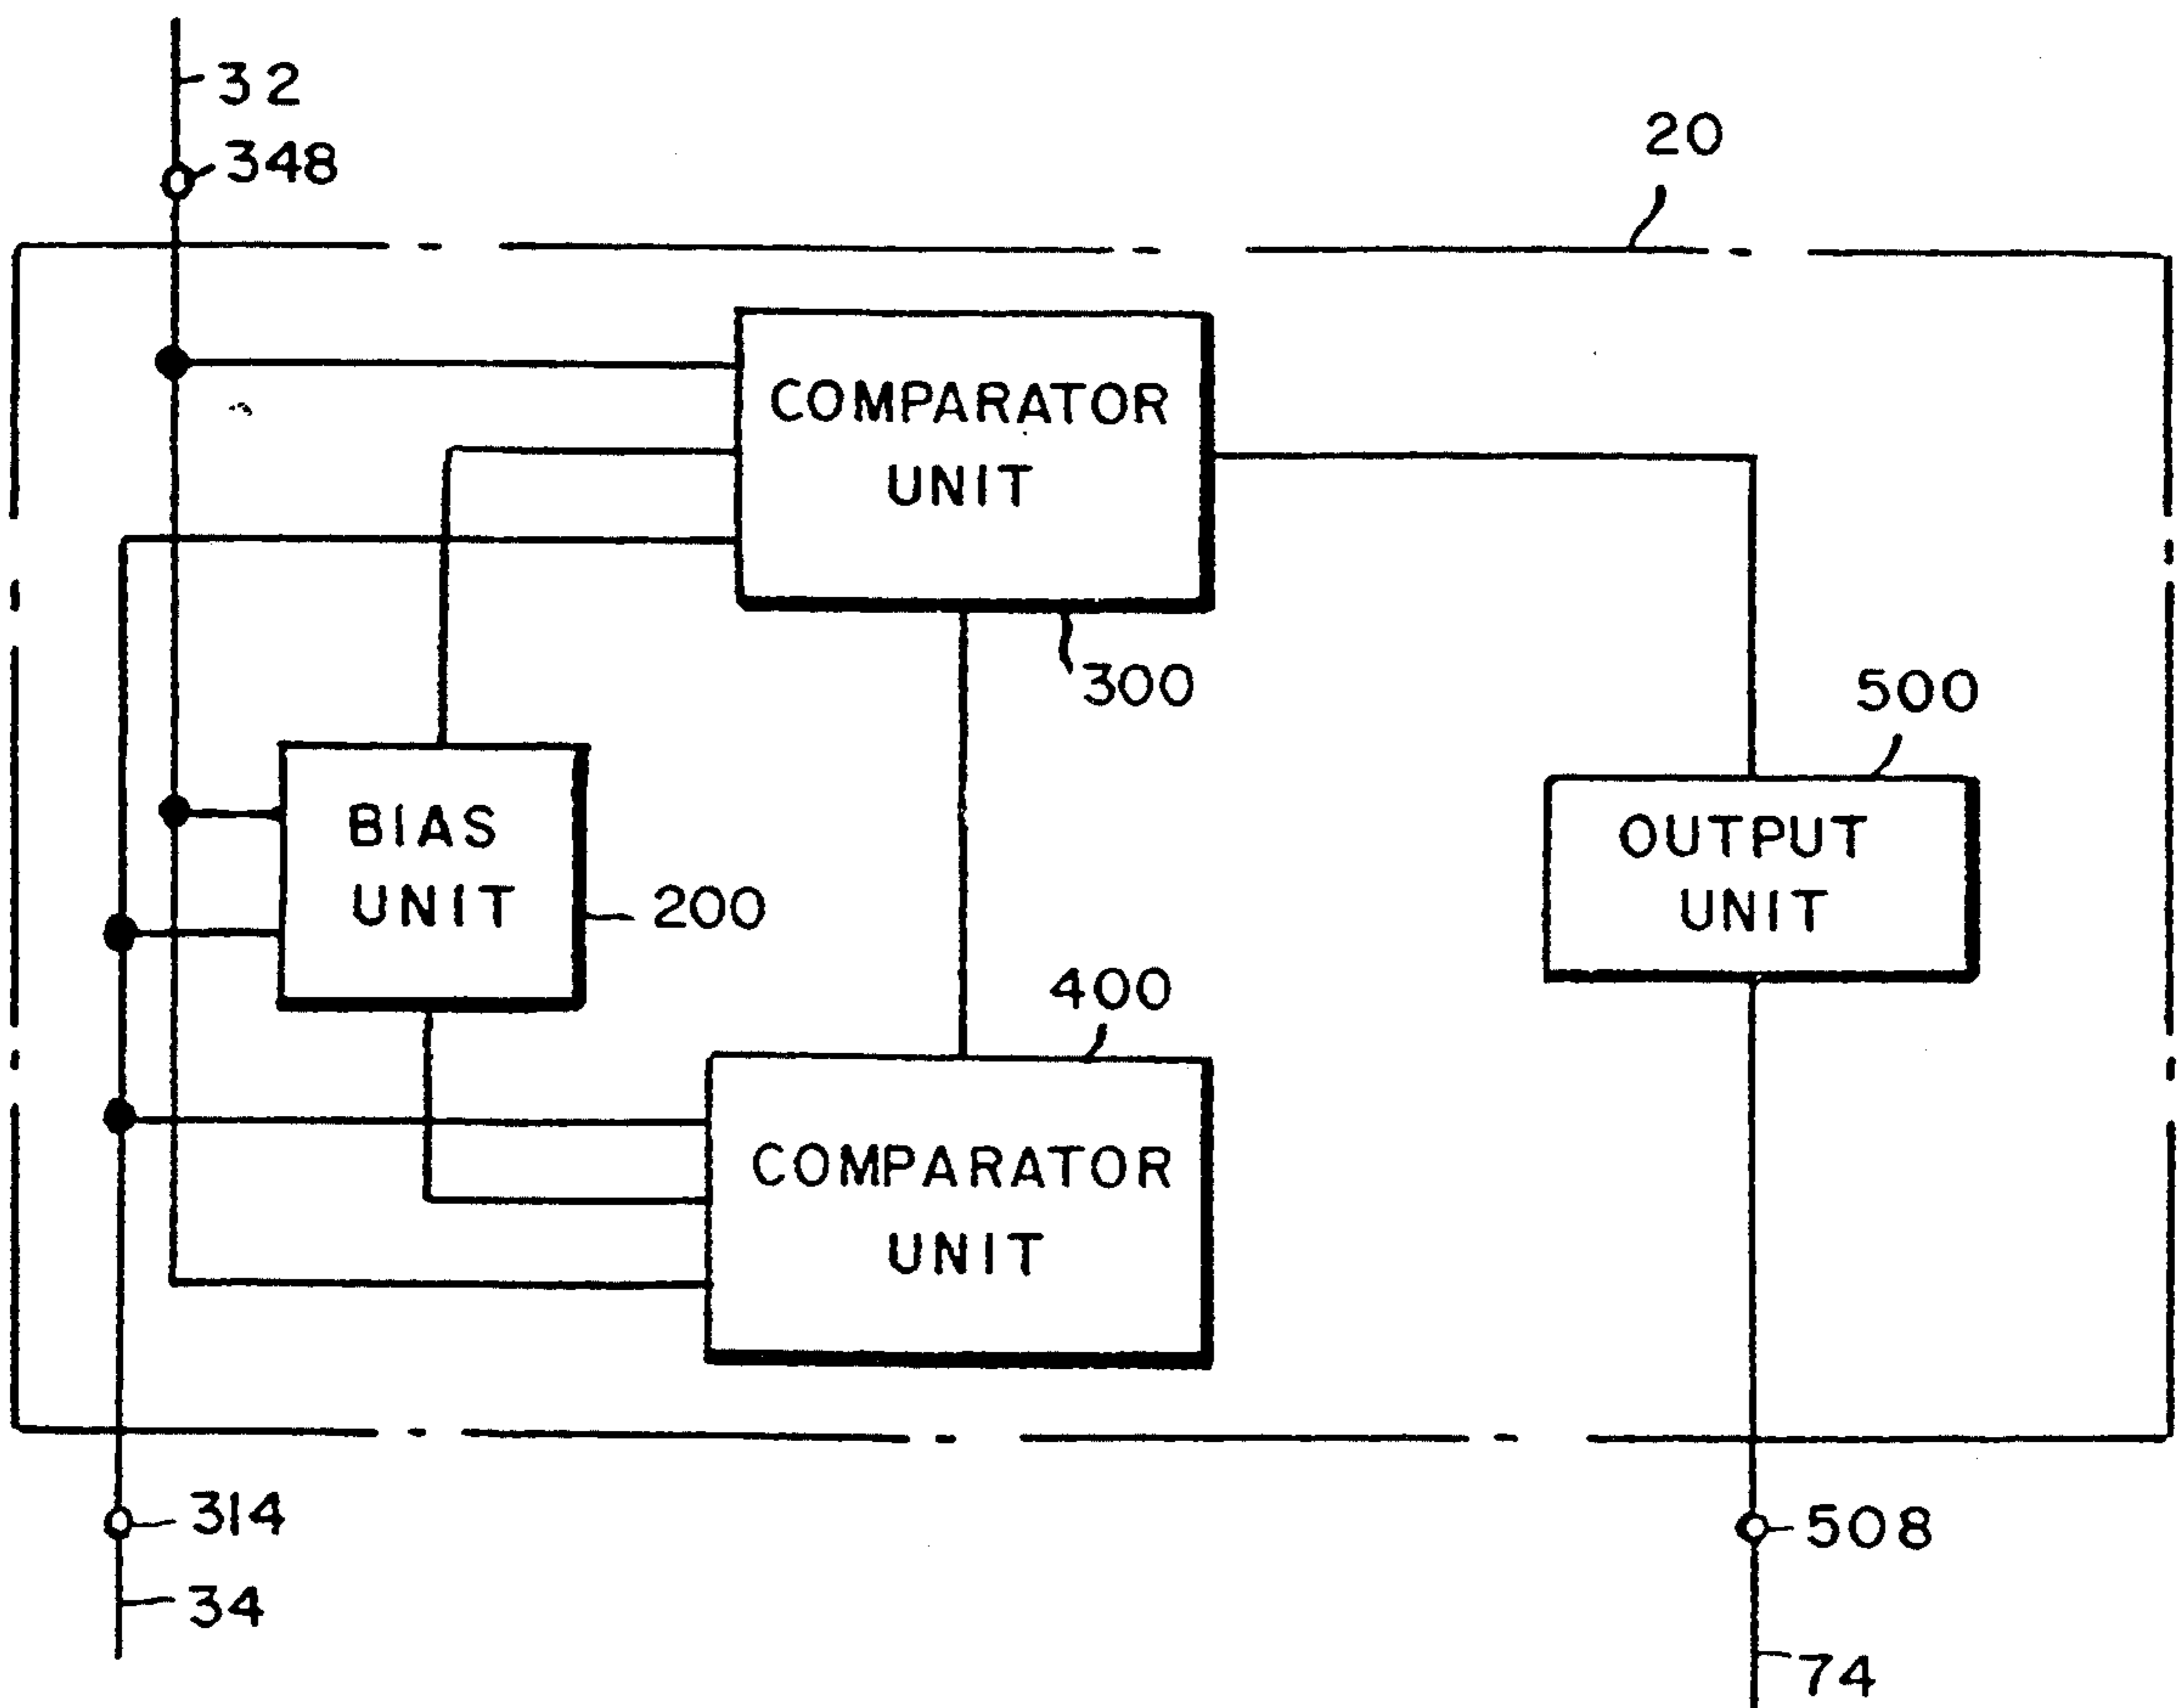 32
348
20
COMPARATOR
UNIT
300
500
BIAS
UNIT
200
OUTPUT
UNIT
400
COMPARATOR
UNIT
314
508
34
74